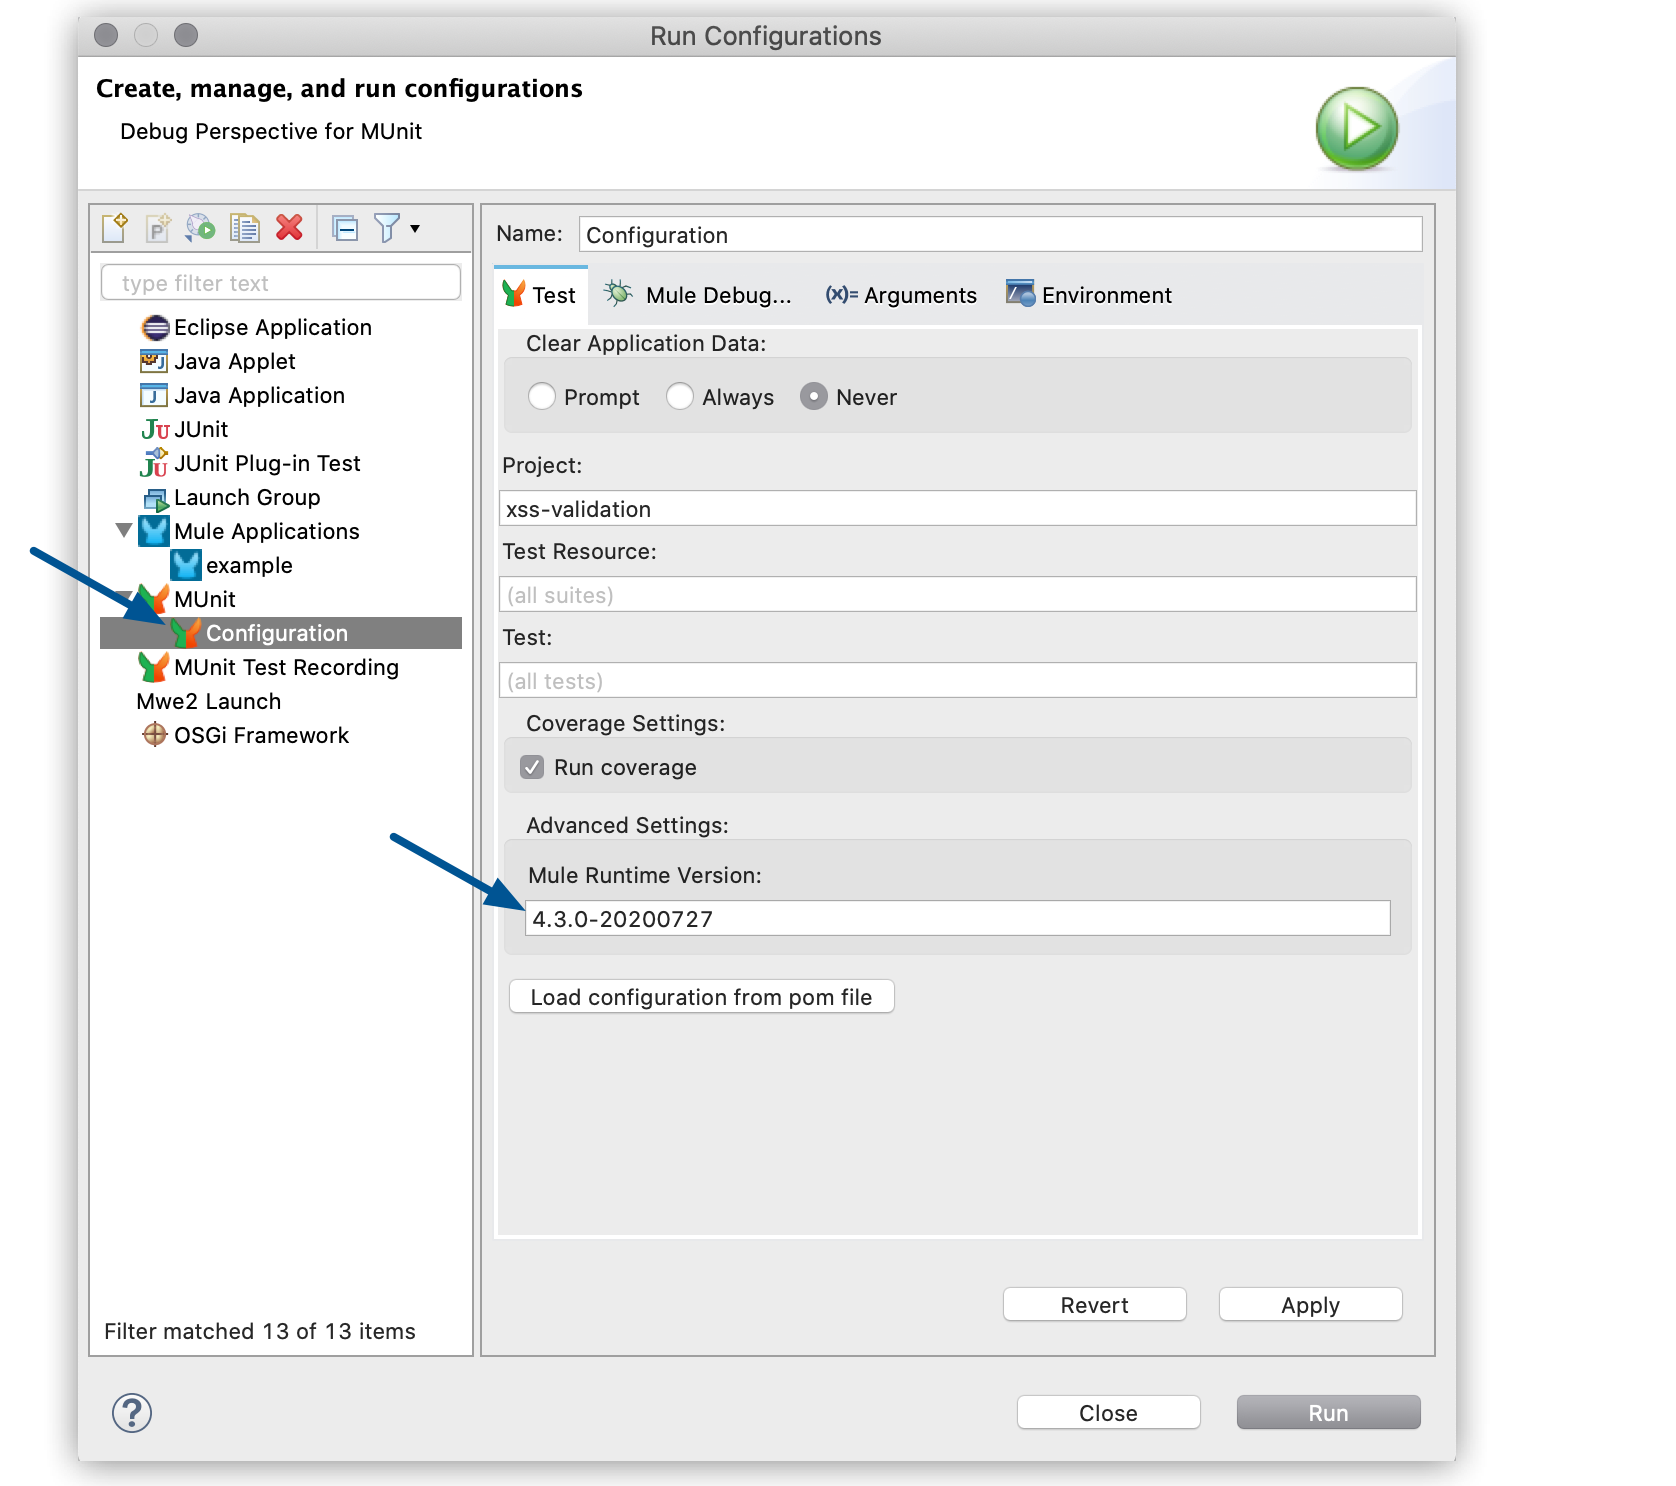 Run Configurations
Create, manage, and run configurations
Debug Perspective for MUnit
type filter text
Eclipse Application
Java Applet
Java Application
JUnit
JUnit Plug-in Test
Launch Group
Mule Applications
example
MUnit
Configuration
MUnit Test Recording
Mwe2 Launch
OSGi Framework
Filter matched 13 of 13 items
Name: Configuration
Test Mule Debug... (x)= Arguments Environment
Clear Application Data:
Prompt Always Never
Project:
xss-validation
Test Resource:
(all suites)
Test:
(all tests)
Coverage Settings:
Run coverage
Advanced Settings:
Mule Runtime Version:
4.3.0-20200727
Load configuration from pom file
Revert Apply
? Close Run